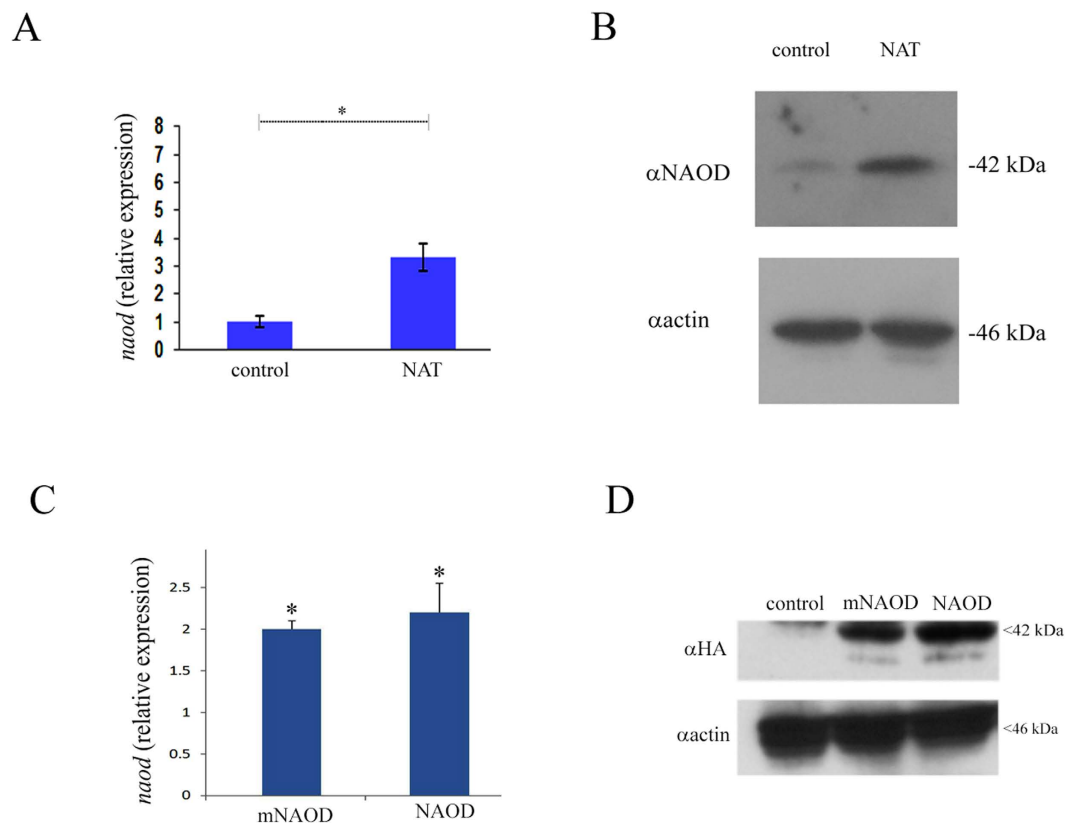 A
*
naod (relative expression)
8
7
6
5
4
3
2
1
0
control NAT
B
control NAT
αNAOD
-42 kDa
αactin
-46 kDa
C
naod (relative expression)
2.5
2
1.5
1
0.5
0
* *
mNAOD NAOD
D
control mNAOD NAOD
αHA
<42 kDa
αactin
<46 kDa